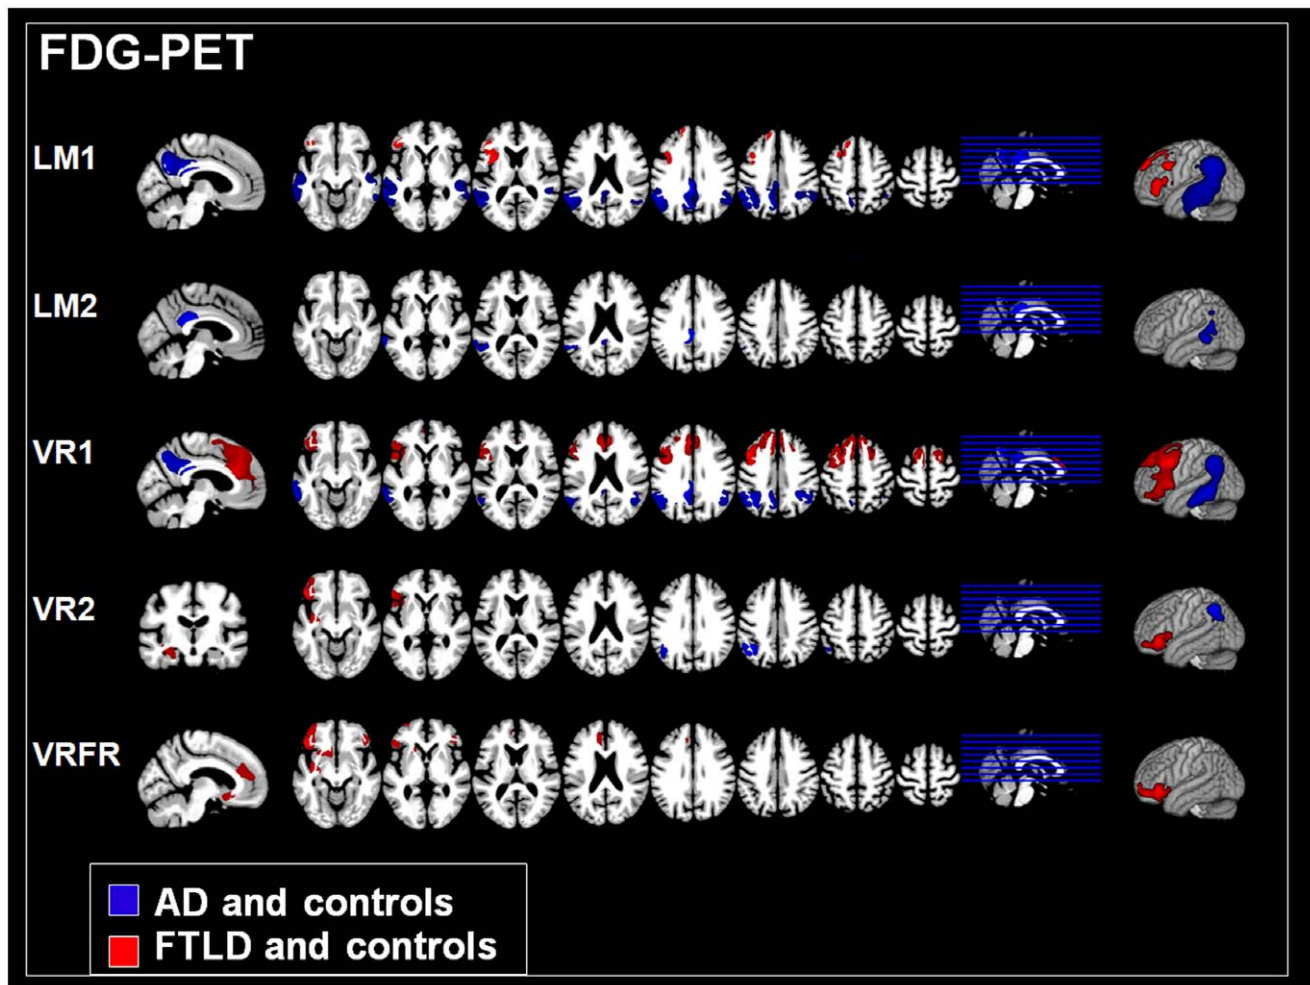 FDG-PET
LM1
LM2
VR1
VR2
VRFR
AD and controls
FTLD and controls